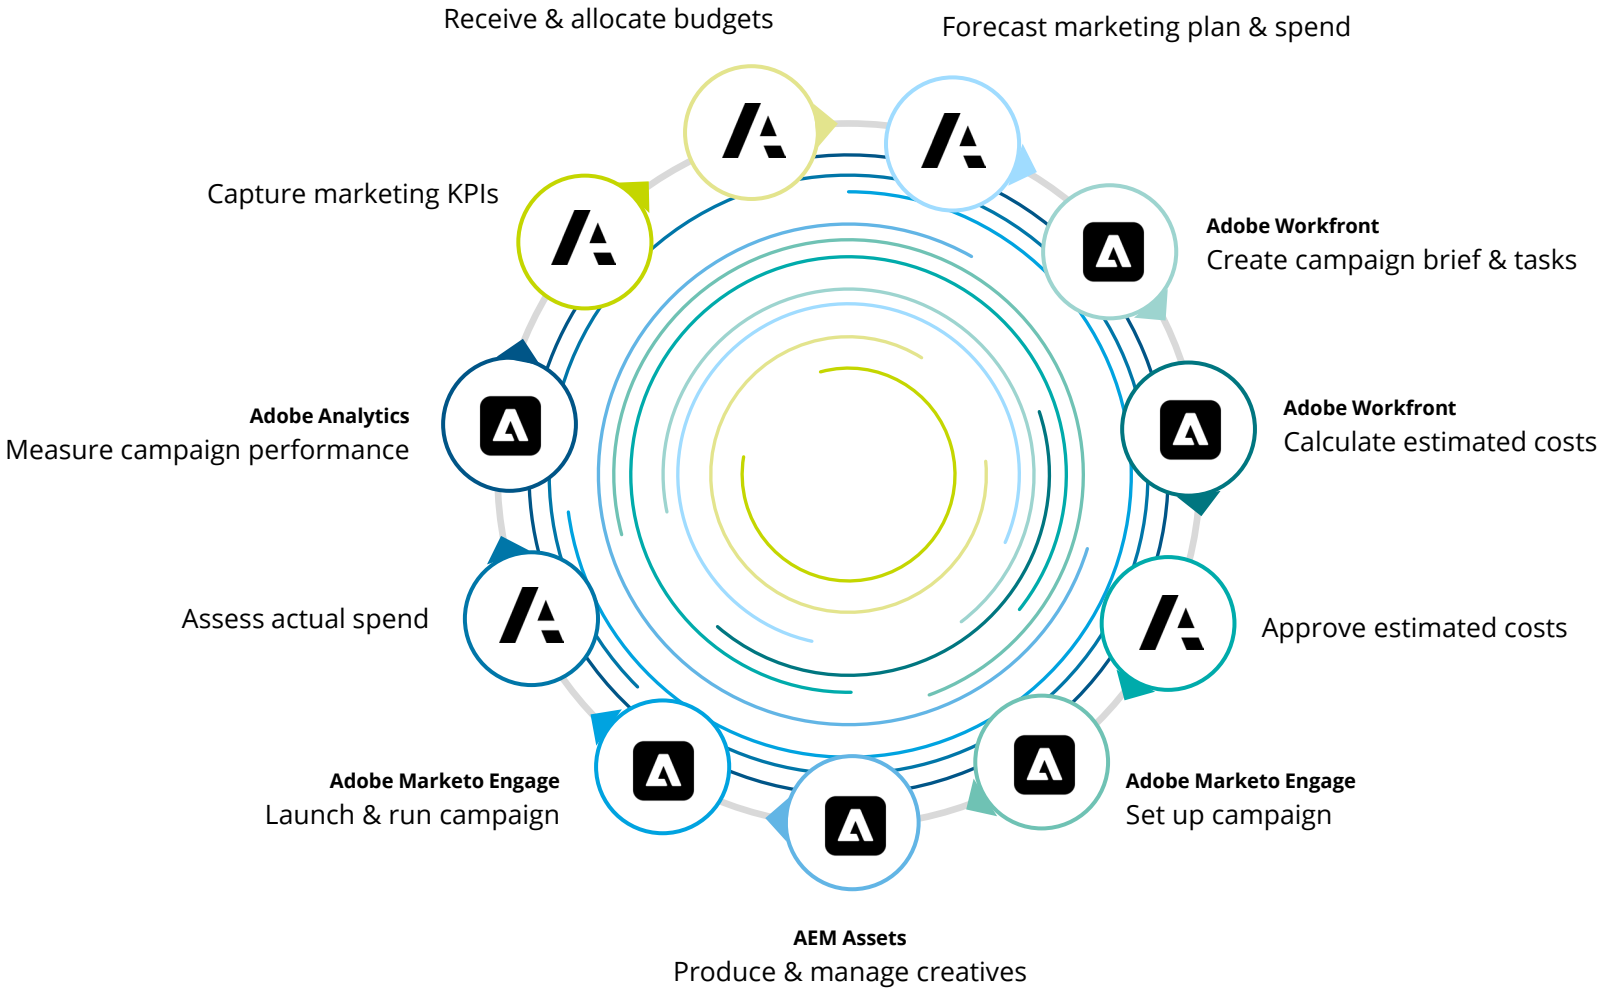 Receive & allocate budgets
Forecast marketing plan & spend
Capture marketing KPIs
Adobe Workfront
Create campaign brief & tasks
Adobe Analytics
Measure campaign performance
Adobe Workfront
Calculate estimated costs
Assess actual spend
Approve estimated costs
Adobe Marketo Engage
Launch & run campaign
Adobe Marketo Engage
Set up campaign
AEM Assets
Produce & manage creatives